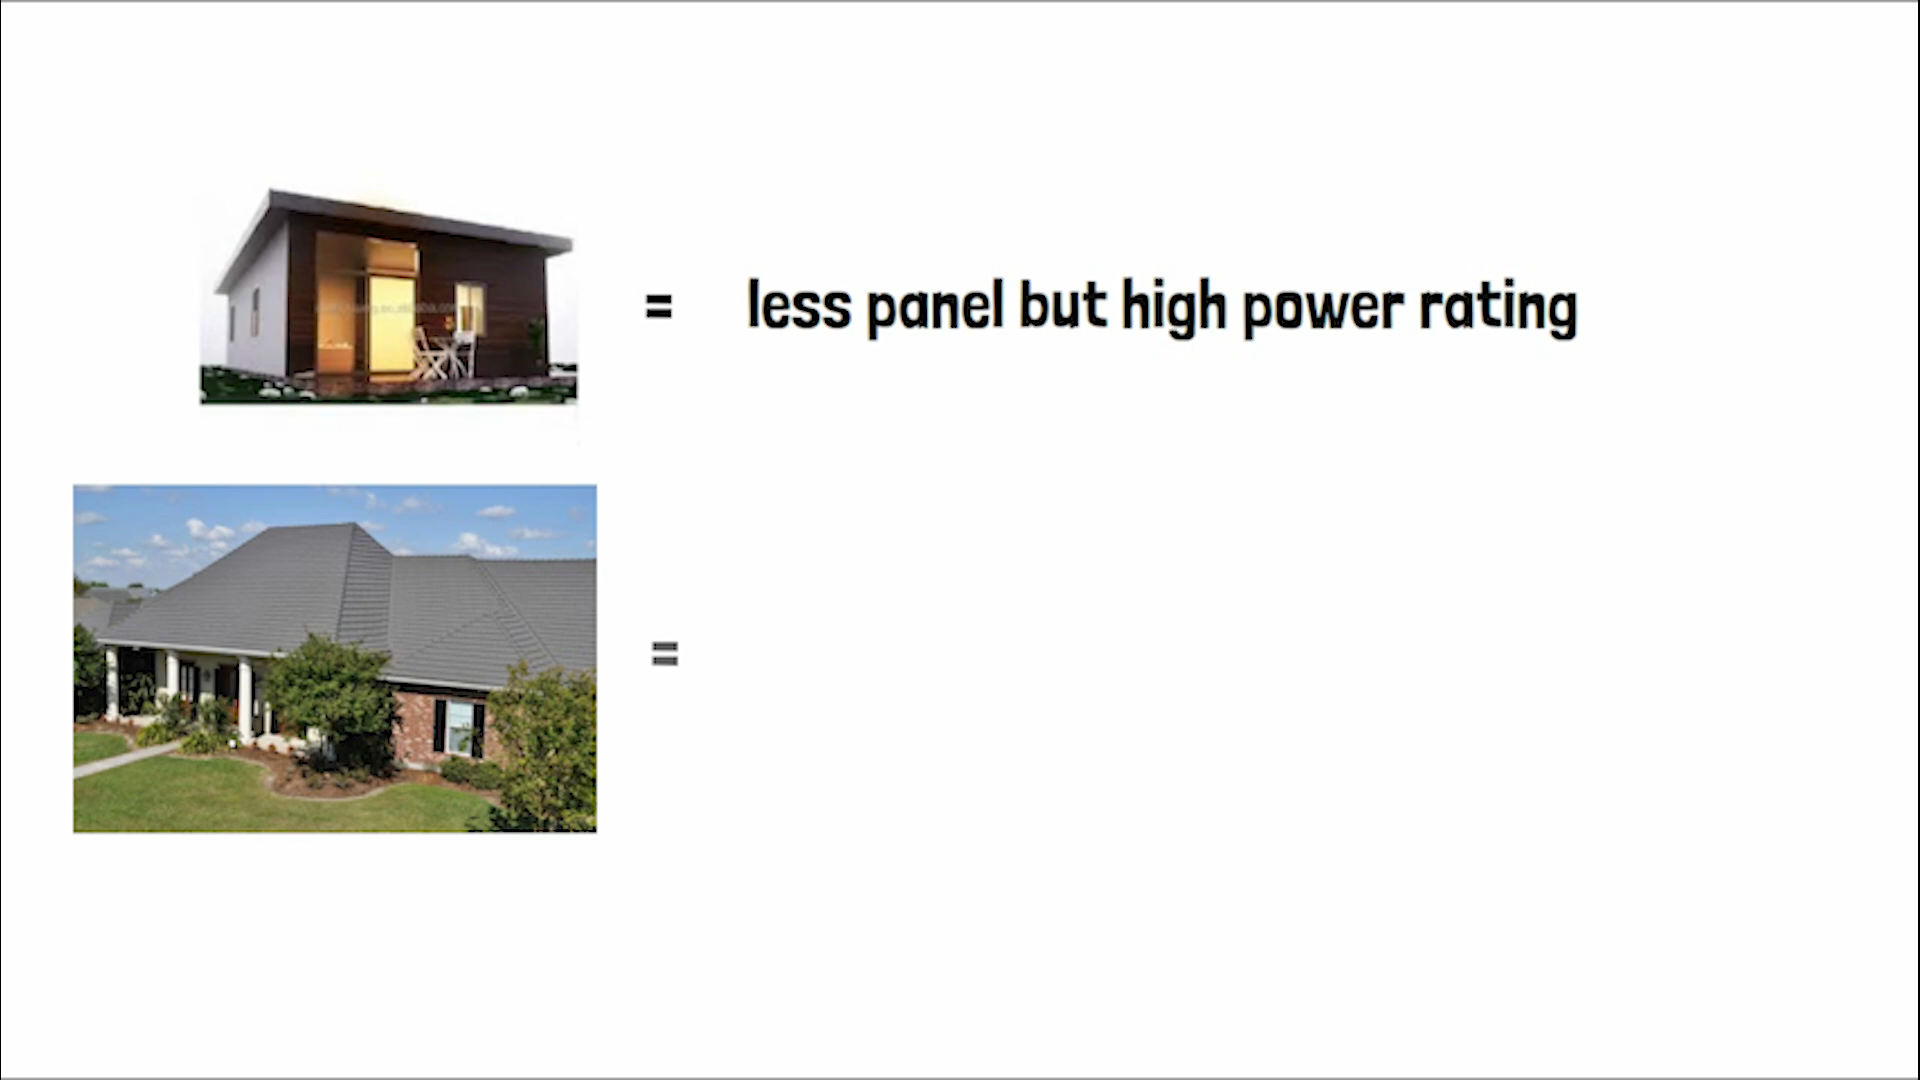 = less panel but high power rating
=